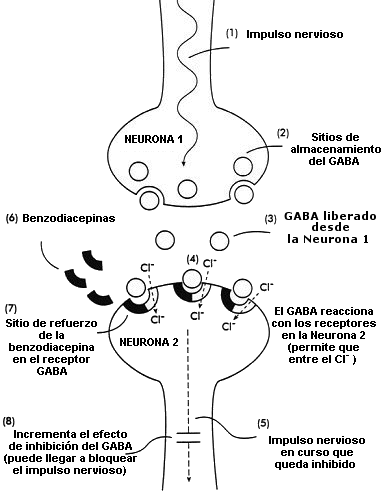 (1) Impulso nervioso
NEURONA 1
(2) Sitios de
almacenamiento
del GABA
(3) GABA liberado
desde
la Neurona 1
(6) Benzodiacepinas
(4)
Cl-
Cl-
Cl-
Cl-
Cl-
Cl-
(7)
Sitio de refuerzo
de la
benzodiacepina
en el receptor
GABA
NEURONA 2
El GABA reacciona
con los receptores
en la Neurona 2
(permite que
entre el Cl- )
(8)
Incrementa el efecto
de inhibición del GABA
(puede llegar a bloquear
el impulso nervioso)
(5)
Impulso nervioso
en curso que
queda inhibido